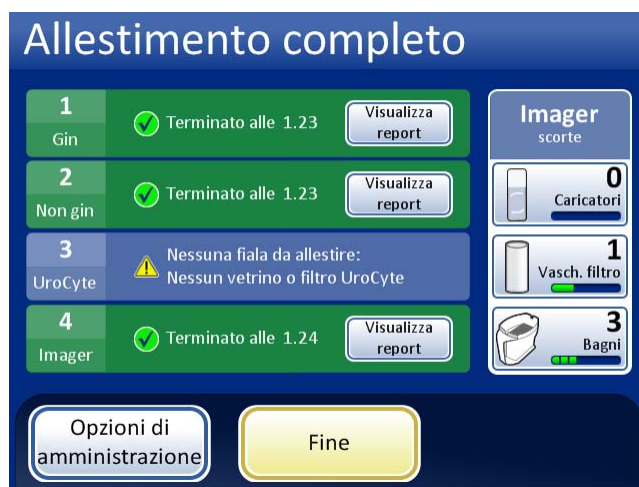 Allestimento completo
1
Gin
Terminato alle 1.23
Visualizza
report
2
Non gin
Terminato alle 1.23
Visualizza
report
3
UroCyte
Nessuna fiala da allestire:
Nessun vetrino o filtro UroCyte
4
Imager
Terminato alle 1.24
Visualizza
report
Imager
scorte
0
Caricatori
1
Vasch. filtro
3
Bagni
Opzioni di
amministrazione
Fine